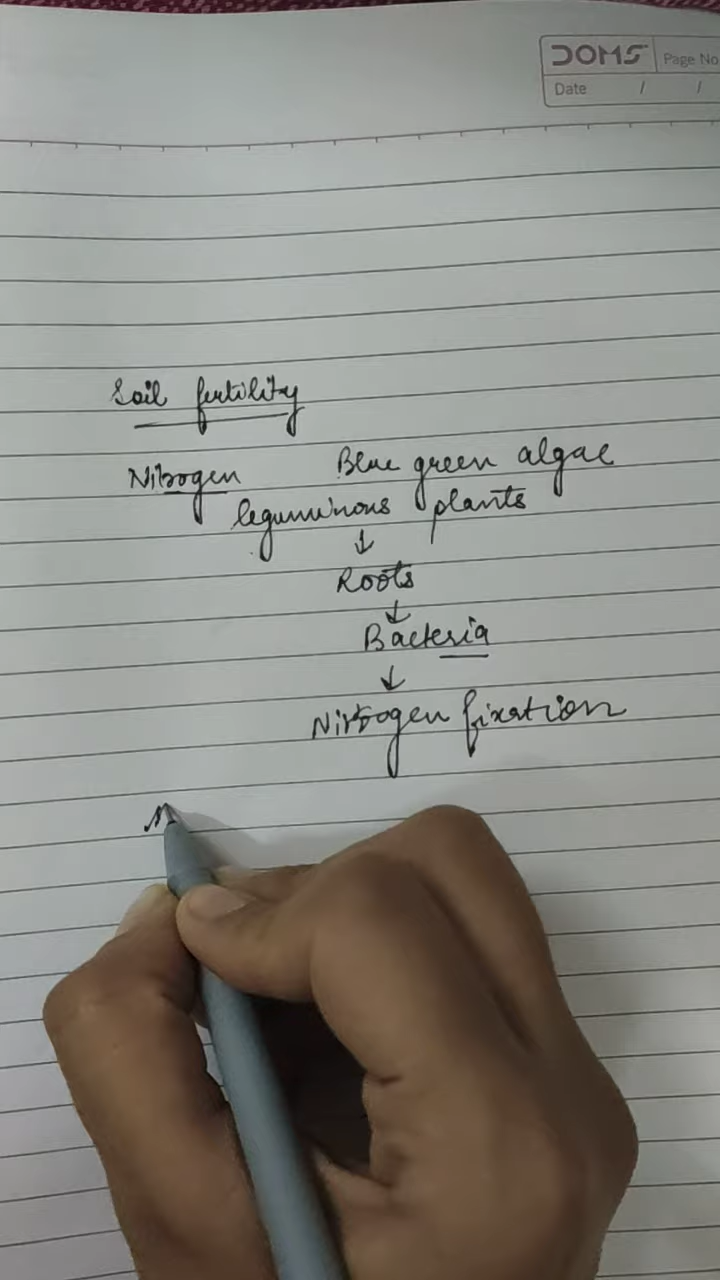 DOMS Page No
Date / /
Soil fertility
Nitrogen Blue green algae
leguminous plants
↓
Roots
↓
Bacteria
↓
Nitrogen fixation
N